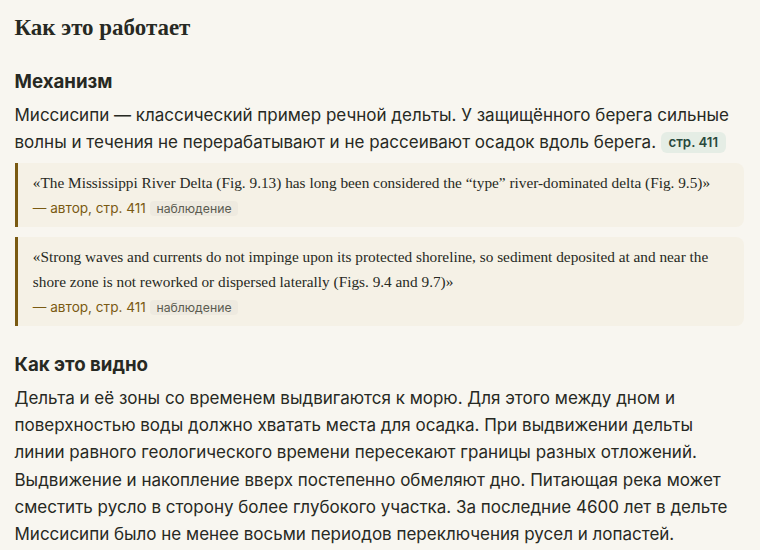 Как это работает
Механизм
Миссисипи — классический пример речной дельты. У защищённого берега сильные
волны и течения не перерабатывают и не рассеивают осадок вдоль берега. стр. 411
«The Mississippi River Delta (Fig. 9.13) has long been considered the “type” river-dominated delta (Fig. 9.5)»
— автор, стр. 411 наблюдение
«Strong waves and currents do not impinge upon its protected shoreline, so sediment deposited at and near the
shore zone is not reworked or dispersed laterally (Figs. 9.4 and 9.7)»
— автор, стр. 411 наблюдение
Как это видно
Дельта и её зоны со временем выдвигаются к морю. Для этого между дном и
поверхностью воды должно хватать места для осадка. При выдвижении дельты
линии равного геологического времени пересекают границы разных отложений.
Выдвижение и накопление вверх постепенно обмеляют дно. Питающая река может
сместить русло в сторону более глубокого участка. За последние 4600 лет в дельте
Миссисипи было не менее восьми периодов переключения русел и лопастей.